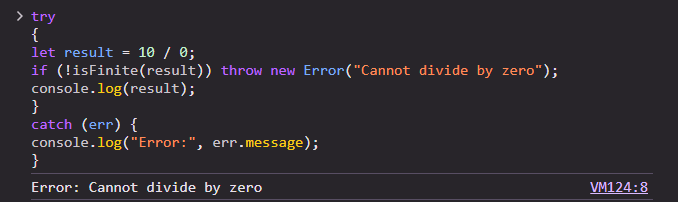 > try
{
let result = 10 / 0;
if (!isFinite(result)) throw new Error("Cannot divide by zero");
console.log(result);
}
catch (err) {
console.log("Error:", err.message);
}
Error: Cannot divide by zero VM124:8